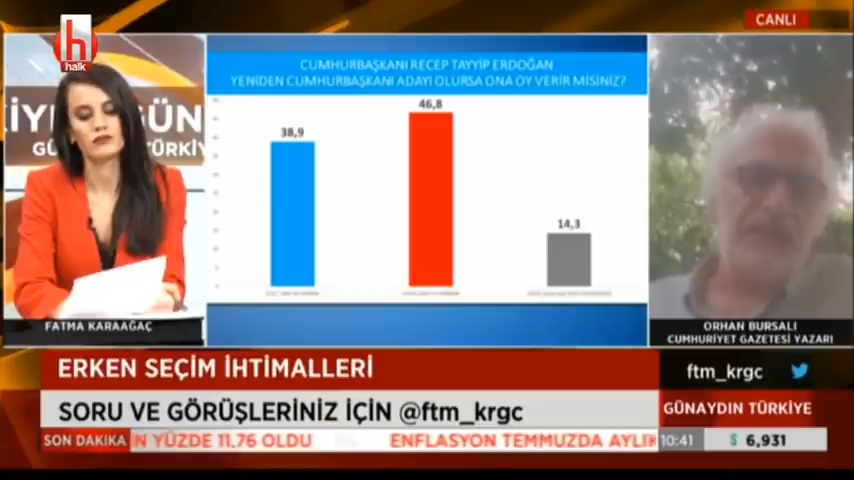 CANLI
h
halk
CUMHURBAŞKANI RECEP TAYYİP ERDOĞAN
YENİDEN CUMHURBAŞKANI ADAYI OLURSA ONA OY VERİR MİSİNİZ?
38,9
46,8
14,3
FATMA KARAAĞAÇ
ORHAN BURSALI
CUMHURİYET GAZETESİ YAZARI
ERKEN SEÇİM İHTİMALLERİ
ftm_krgc
SORU VE GÖRÜŞLERİNİZ İÇİN @ftm_krgc
GÜNAYDIN TÜRKİYE
SON DAKİKA
N YÜZDE 11.76 OLDU
ENFLASYON TEMMUZDA AYLIK
10:41
$ 6,931